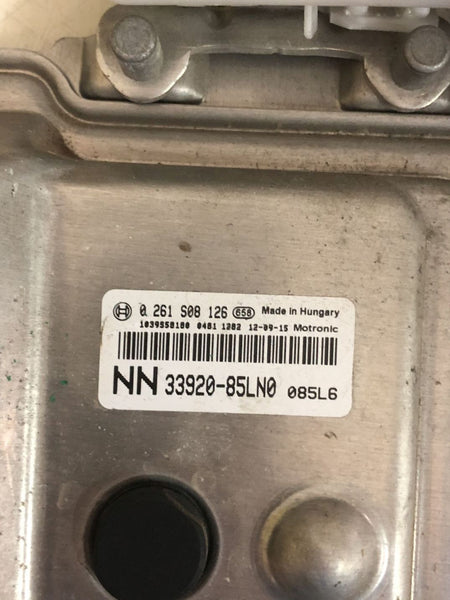 0 261 S08 126 658 Made in Hungary
1039S58180 0481 1282 12-09-15 Motronic
NN 33920-85LN0 085L6